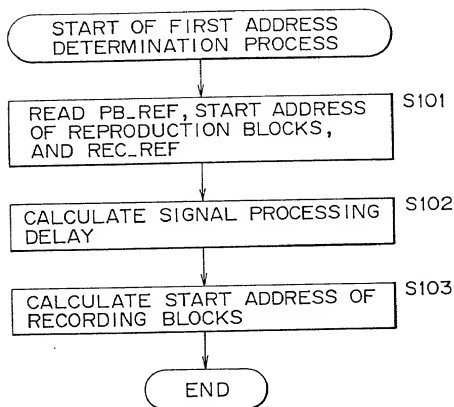 START OF FIRST ADDRESS
DETERMINATION PROCESS
READ PB_REF, START ADDRESS
OF REPRODUCTION BLOCKS,
AND REC_REF
S101
CALCULATE SIGNAL PROCESSING
DELAY
S102
CALCULATE START ADDRESS OF
RECORDING BLOCKS
S103
END